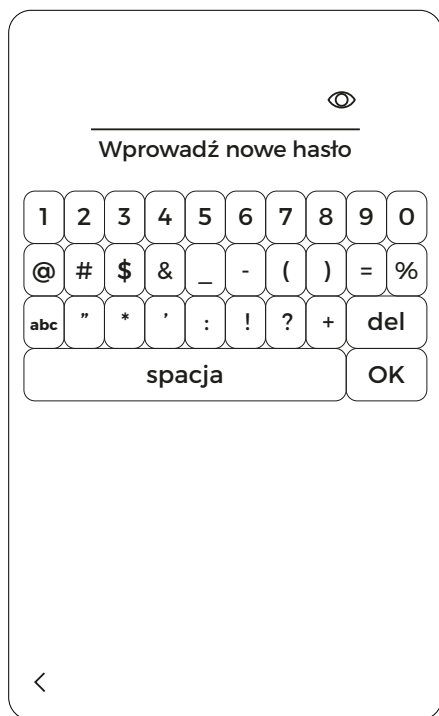 Wprowadź nowe hasło
1 2 3 4 5 6 7 8 9 0
@ # $ & _ - ( ) = %
abc ” * ’ : ! ? + del
spacja OK